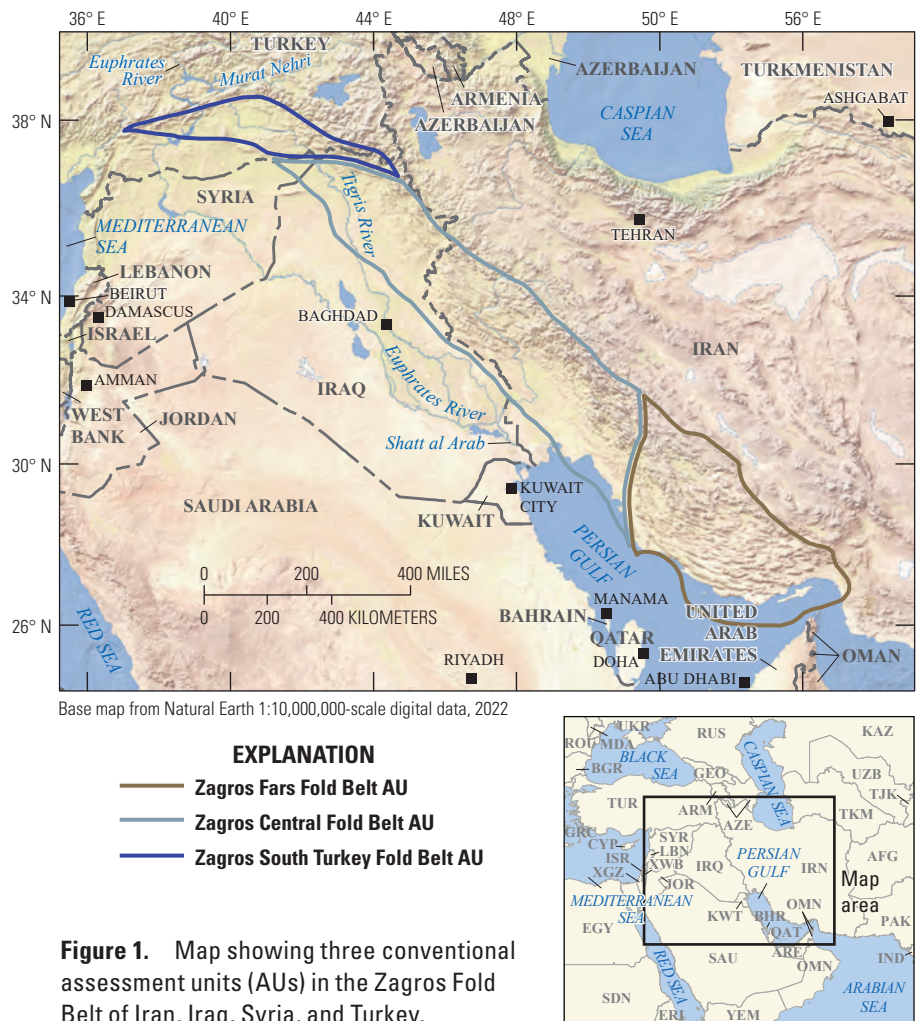 36° E 40° E 44° E 48° E 50° E 56° E
TURKEY
Euphrates
River
Murat Nehri
AZERBAIJAN
TURKMENISTAN
ARMENIA
ASHGABAT
CASPIAN
SEA
AZERBAIJAN
38° N
SYRIA
Tigris River
MEDITERRANEAN
SEA
TEHRAN
LEBANON
BEIRUT
34° N
DAMASCUS
BAGHDAD
ISRAEL
IRAN
AMMAN
IRAQ
Euphrates River
WEST
BANK
JORDAN
Shatt al Arab
30° N
KUWAIT
CITY
SAUDI ARABIA
KUWAIT
PERSIAN
GULF
0 200 400 MILES
0 200 400 KILOMETERS
MANAMA
BAHRAIN
UNITED
ARAB
EMIRATES
26° N
RED SEA
QATAR
DOHA
OMAN
RIYADH
ABU DHABI
Base map from Natural Earth 1:10,000,000-scale digital data, 2022
EXPLANATION
Zagros Fars Fold Belt AU
Zagros Central Fold Belt AU
Zagros South Turkey Fold Belt AU
Figure 1. Map showing three conventional
assessment units (AUs) in the Zagros Fold
Belt of Iran, Iraq, Syria, and Turkey.
UKR
ROU
MDA
RUS
KAZ
BLACK
SEA
BGR
GEO
CASPIAN SEA
UZB
TUR
ARM
AZE
TJK
TKM
GRC
CYP
SYR
LBN
ISR
XWB
XGZ
IRQ
PERSIAN
GULF
IRN
AFG
Map
area
JOR
MEDITERRANEAN
SEA
KWT
BHR
OMN
PAK
EGY
QAT
SAU
ARE
OMN
IND
RED SEA
ARABIAN
SEA
SDN
ERI
YEM